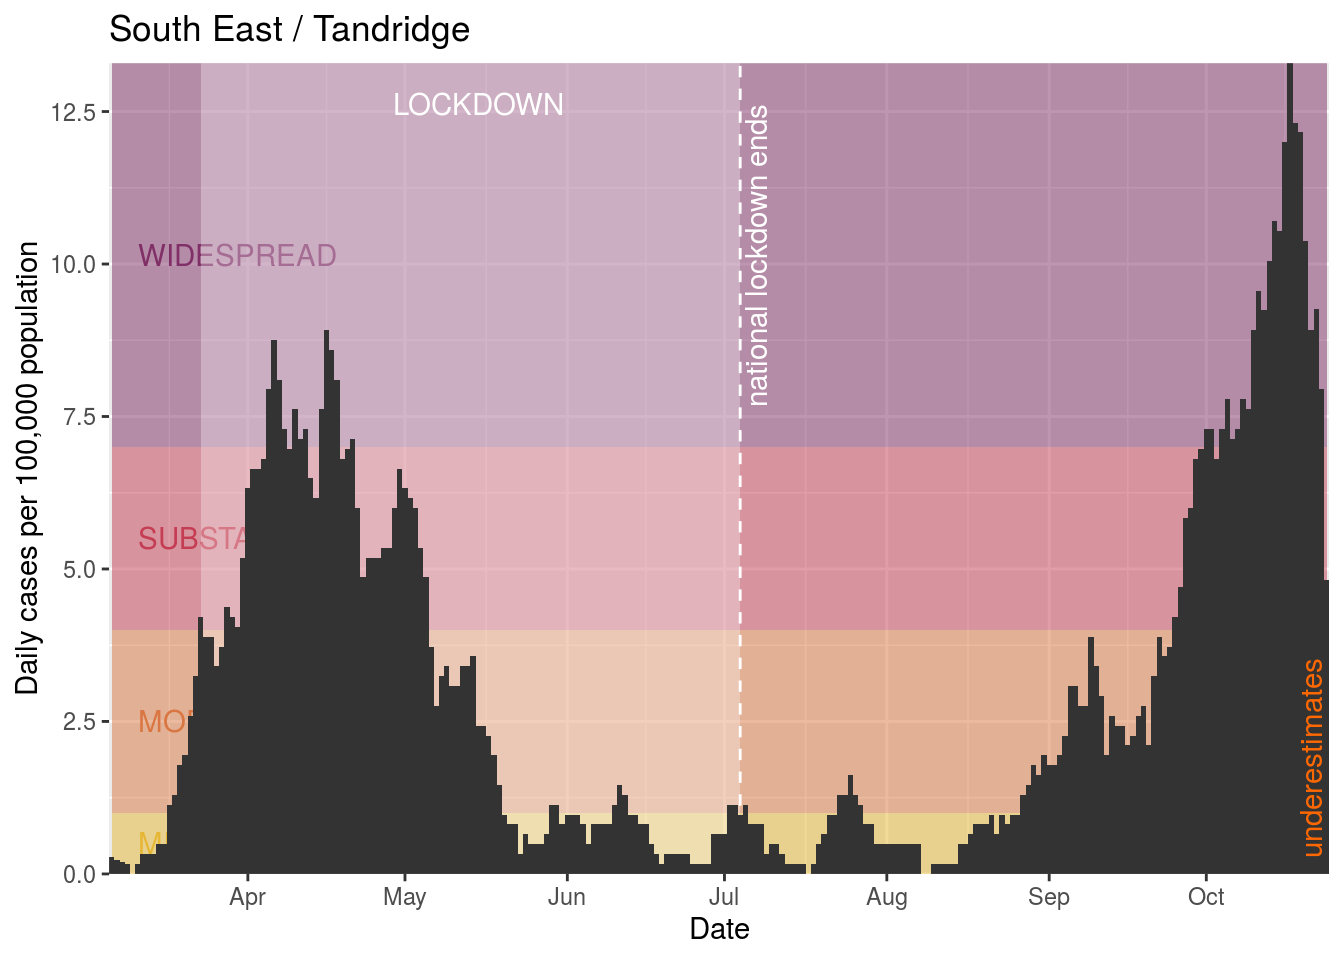 South East / Tandridge
Daily cases per 100,000 population
12.5
10.0
7.5
5.0
2.5
0.0
LOCKDOWN
national lockdown ends
WIDESPREAD
SUBSTA
MO
M
underestimates
Apr
May
Jun
Jul
Aug
Sep
Oct
Date